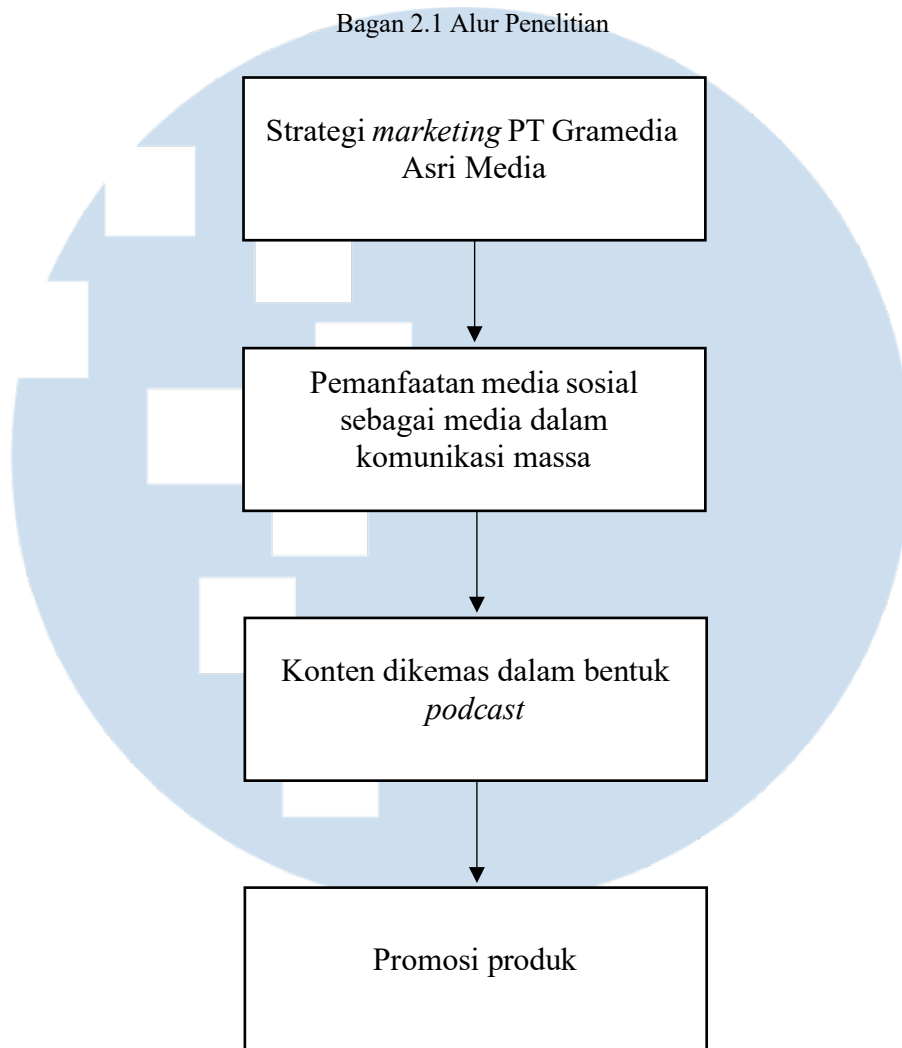 Bagan 2.1 Alur Penelitian
Strategi marketing PT Gramedia
Asri Media
Pemanfaatan media sosial
sebagai media dalam
komunikasi massa
Konten dikemas dalam bentuk
podcast
Promosi produk